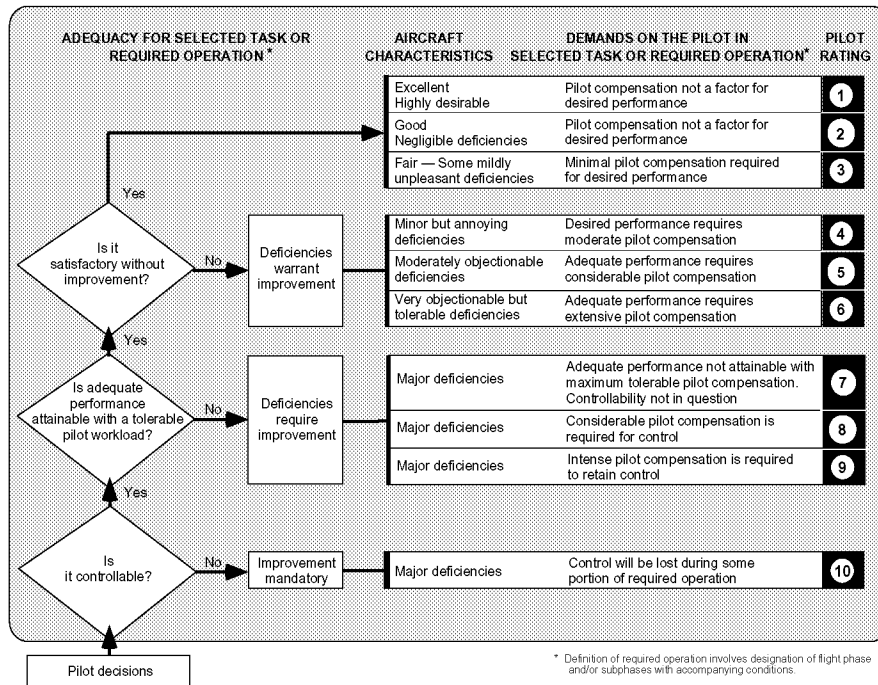 ADEQUACY FOR SELECTED TASK OR
REQUIRED OPERATION *
AIRCRAFT
CHARACTERISTICS
DEMANDS ON THE PILOT IN
SELECTED TASK OR REQUIRED OPERATION*
PILOT
RATING
Excellent
Highly desirable
Pilot compensation not a factor for
desired performance
1
Good
Negligible deficiencies
Pilot compensation not a factor for
desired performance
2
Fair — Some mildly
unpleasant deficiencies
Minimal pilot compensation required
for desired performance
3
Yes
Is it
satisfactory without
improvement?
No
Deficiencies
warrant
improvement
Minor but annoying
deficiencies
Desired performance requires
moderate pilot compensation
4
Moderately objectionable
deficiencies
Adequate performance requires
considerable pilot compensation
5
Very objectionable but
tolerable deficiencies
Adequate performance requires
extensive pilot compensation
6
Yes
Is adequate
performance
attainable with a tolerable
pilot workload?
No
Deficiencies
require
improvement
Major deficiencies
Adequate performance not attainable with
maximum tolerable pilot compensation.
Controllability not in question
7
Major deficiencies
Considerable pilot compensation is
required for control
8
Major deficiencies
Intense pilot compensation is required
to retain control
9
Yes
Is
it controllable?
No
Improvement
mandatory
Major deficiencies
Control will be lost during some
portion of required operation
10
Pilot decisions
* Definition of required operation involves designation of flight phase
and/or subphases with accompanying conditions.